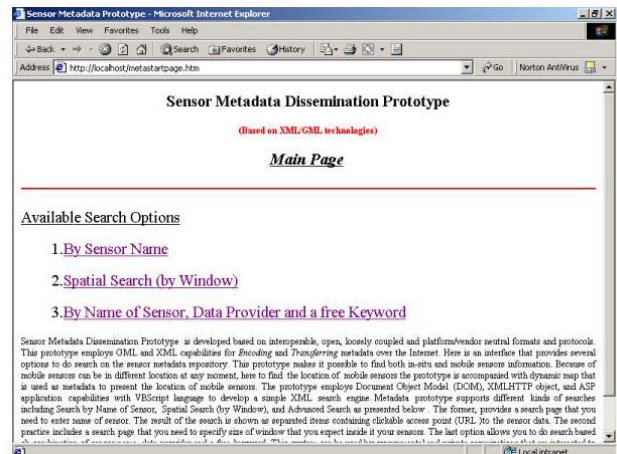 Sensor Metadata Prototype - Microsoft Internet Explorer
File Edit View Favorites Tools Help
Back Search Favorites History
Address http://localhost/metastartpage.htm Go Norton AntiVirus
Sensor Metadata Dissemination Prototype
(Based on XML/GML technologies)
Main Page
Available Search Options
1.By Sensor Name
2.Spatial Search (by Window)
3.By Name of Sensor, Data Provider and a free Keyword
Sensor Metadata Dissemination Prototype is developed based on interoperable, open, loosely coupled and platform/vendor neutral formats and protocols.
This prototype employs GML and XML capabilities for Encoding and Transferring metadata over the Internet. Here is an interface that provides several
options to do search on the sensor metadata repository. This prototype makes it possible to find both in-situ and mobile sensors information. Because of
mobile sensors can be in different location at any moment, here to find the location of mobile sensors the prototype is accompanied with dynamic map that
is used as metadata to present the location of mobile sensors. The prototype employs Document Object Model (DOM), XMLHTTP object, and ASP
application capabilities with VBScript language to develop a simple XML search engine. Metadata prototype supports different kinds of searches
including Search by Name of Sensor, Spatial Search (by Window), and Advanced Search as presented below . The former, provides a search page that you
need to enter name of sensor. The result of the search is shown as separated items containing clickable access point (URL )to the sensor data. The second
practice includes a search page that you need to specify size of window that you expect inside it your sensors. The last option allows you to do search based
Local intranet